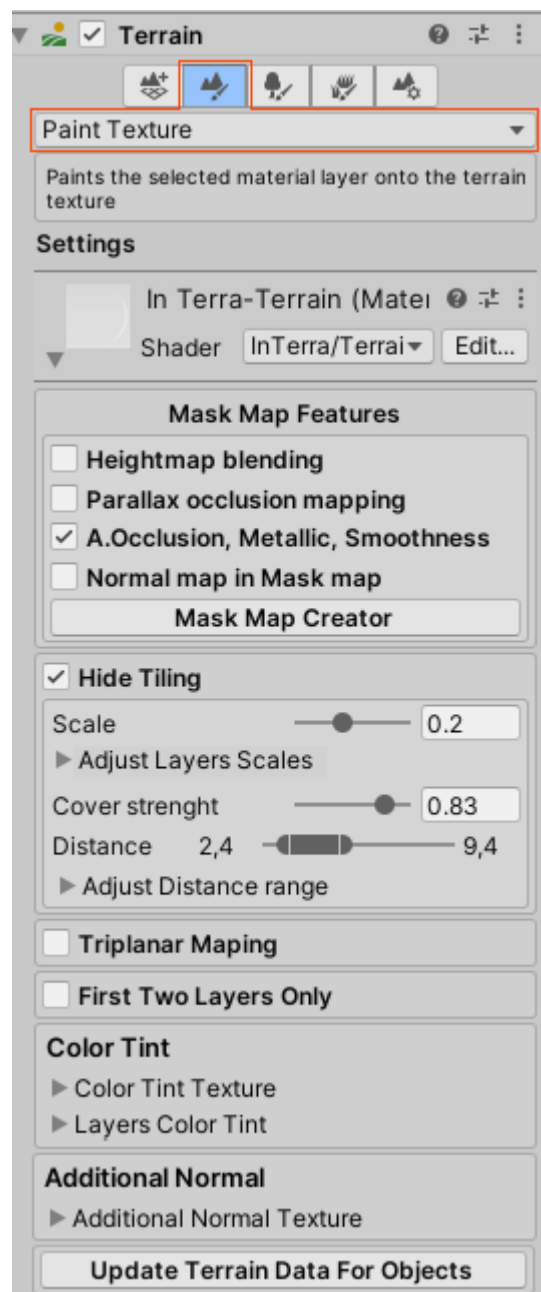 Terrain
Paint Texture
Paints the selected material layer onto the terrain
texture
Settings
In Terra-Terrain (Mater
Shader InTerra/Terrai Edit...
Mask Map Features
Heightmap blending
Parallax occlusion mapping
A.Occlusion, Metallic, Smoothness
Normal map in Mask map
Mask Map Creator
Hide Tiling
Scale 0.2
Adjust Layers Scales
Cover strenght 0.83
Distance 2,4 9,4
Adjust Distance range
Triplanar Maping
First Two Layers Only
Color Tint
Color Tint Texture
Layers Color Tint
Additional Normal
Additional Normal Texture
Update Terrain Data For Objects